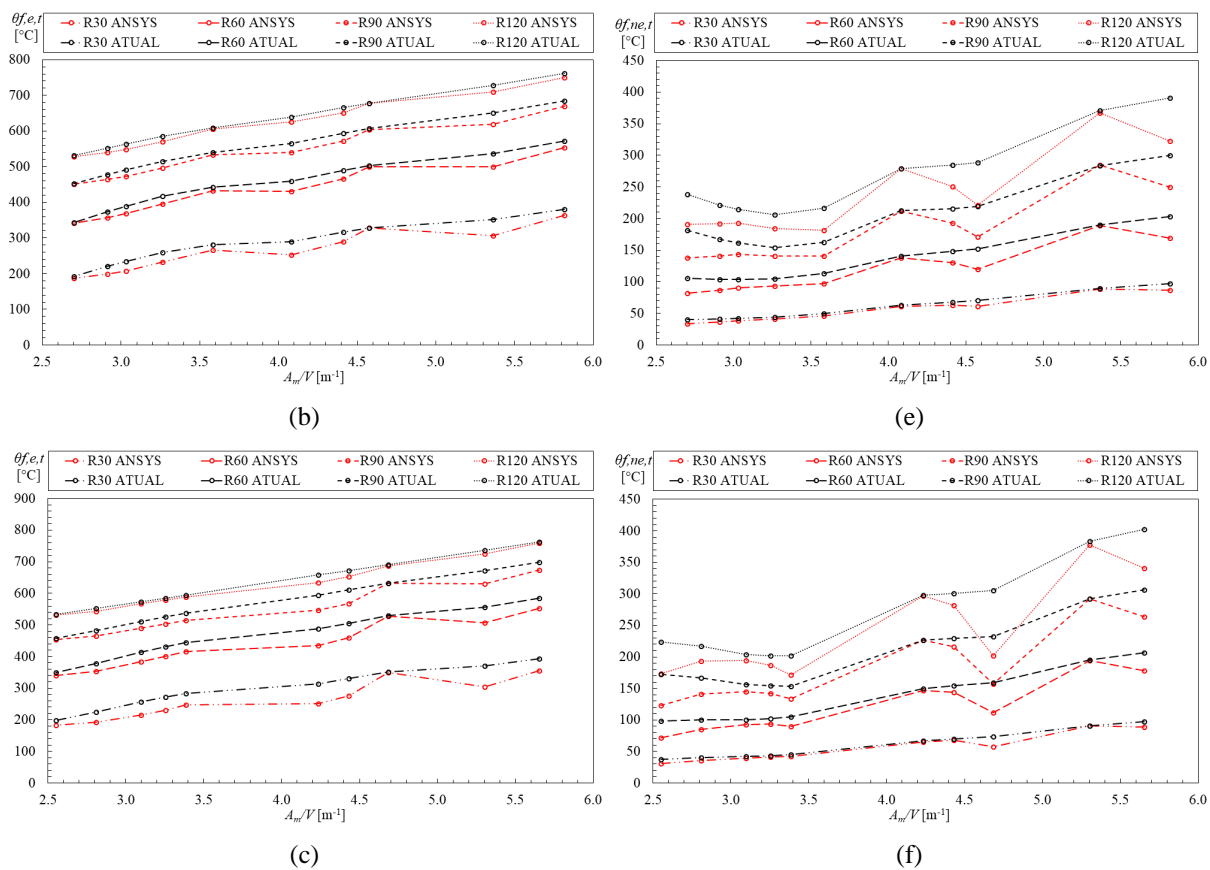 θf,e,t
[°C]
R30 ANSYS R60 ANSYS R90 ANSYS R120 ANSYS
R30 ATUAL R60 ATUAL R90 ATUAL R120 ATUAL
800
700
600
500
400
300
200
100
0
2.5 3.0 3.5 4.0 4.5 5.0 5.5 6.0
Am/V [m-1]
(b)
θf,ne,t
[°C]
R30 ANSYS R60 ANSYS R90 ANSYS R120 ANSYS
R30 ATUAL R60 ATUAL R90 ATUAL R120 ATUAL
450
400
350
300
250
200
150
100
50
0
2.5 3.0 3.5 4.0 4.5 5.0 5.5 6.0
Am/V [m-1]
(e)
θf,e,t
[°C]
R30 ANSYS R60 ANSYS R90 ANSYS R120 ANSYS
R30 ATUAL R60 ATUAL R90 ATUAL R120 ATUAL
900
800
700
600
500
400
300
200
100
0
2.5 3.0 3.5 4.0 4.5 5.0 5.5 6.0
Am/V [m-1]
(c)
θf,ne,t
[°C]
R30 ANSYS R60 ANSYS R90 ANSYS R120 ANSYS
R30 ATUAL R60 ATUAL R90 ATUAL R120 ATUAL
450
400
350
300
250
200
150
100
50
0
2.5 3.0 3.5 4.0 4.5 5.0 5.5 6.0
Am/V [m-1]
(f)